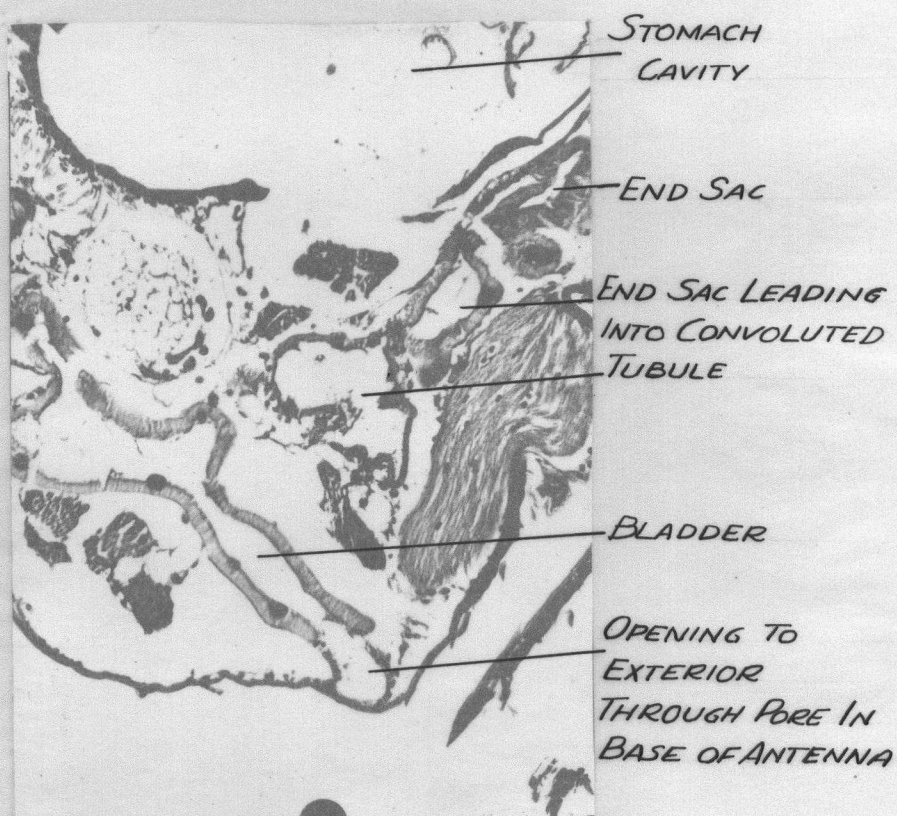 STOMACH
CAVITY
END SAC
END SAC LEADING
INTO CONVOLUTED
TUBULE
BLADDER
OPENING TO
EXTERIOR
THROUGH PORE IN
BASE OF ANTENNA